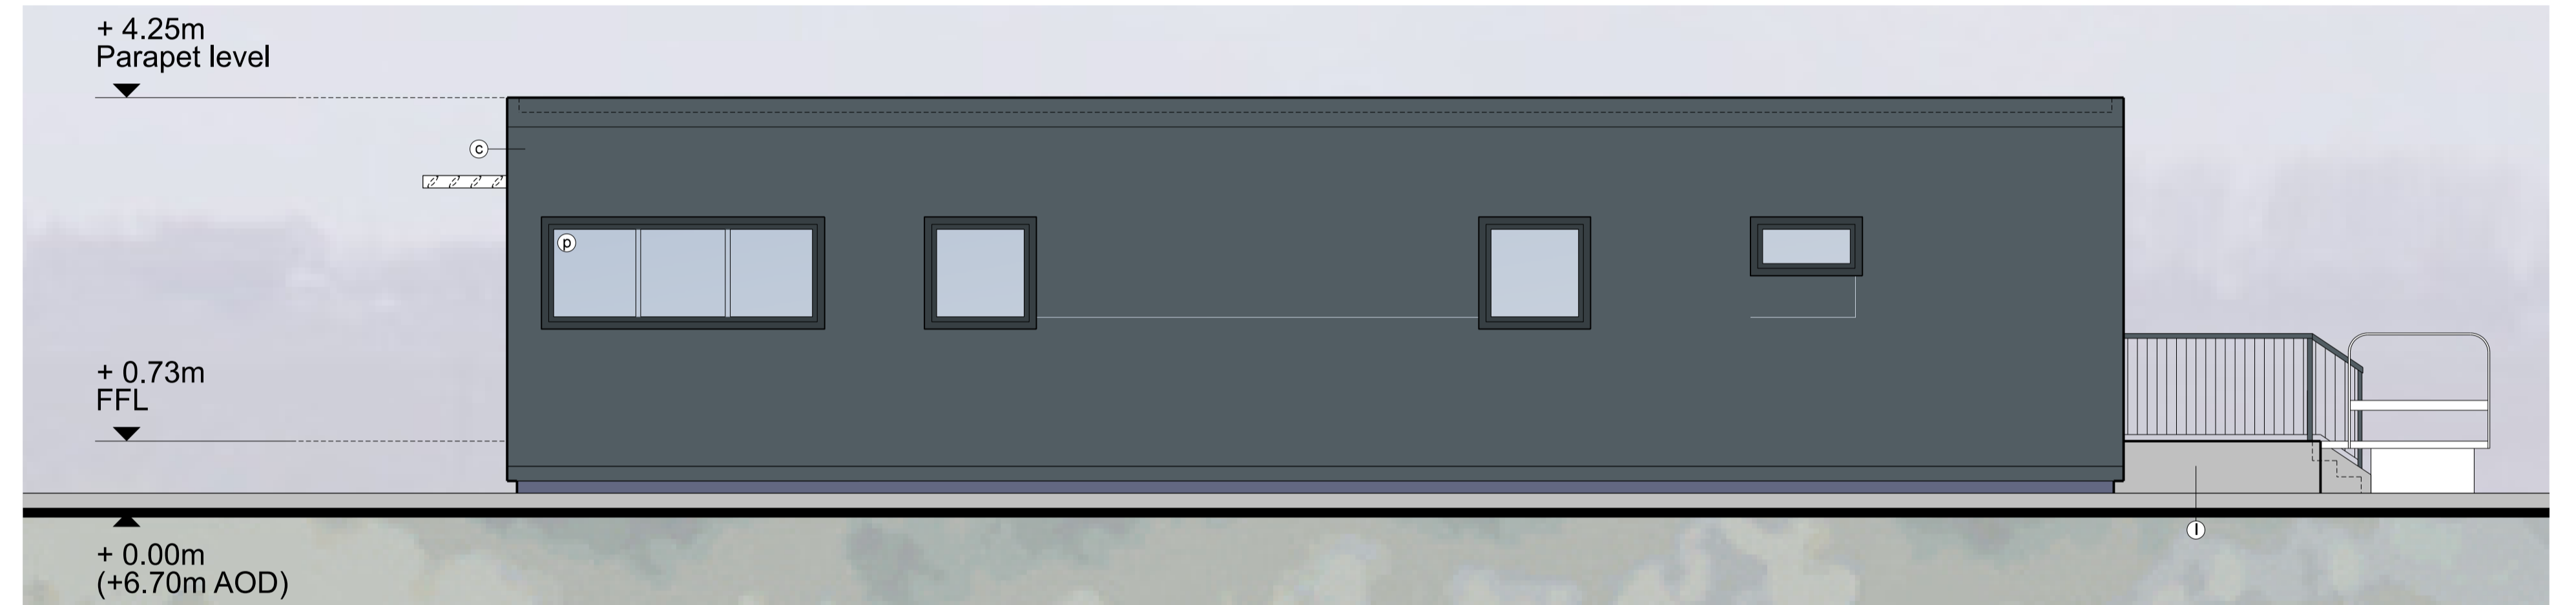 + 4.25m
Parapet level
c
p
+ 0.73m
FFL
l
+ 0.00m
(+6.70m AOD)